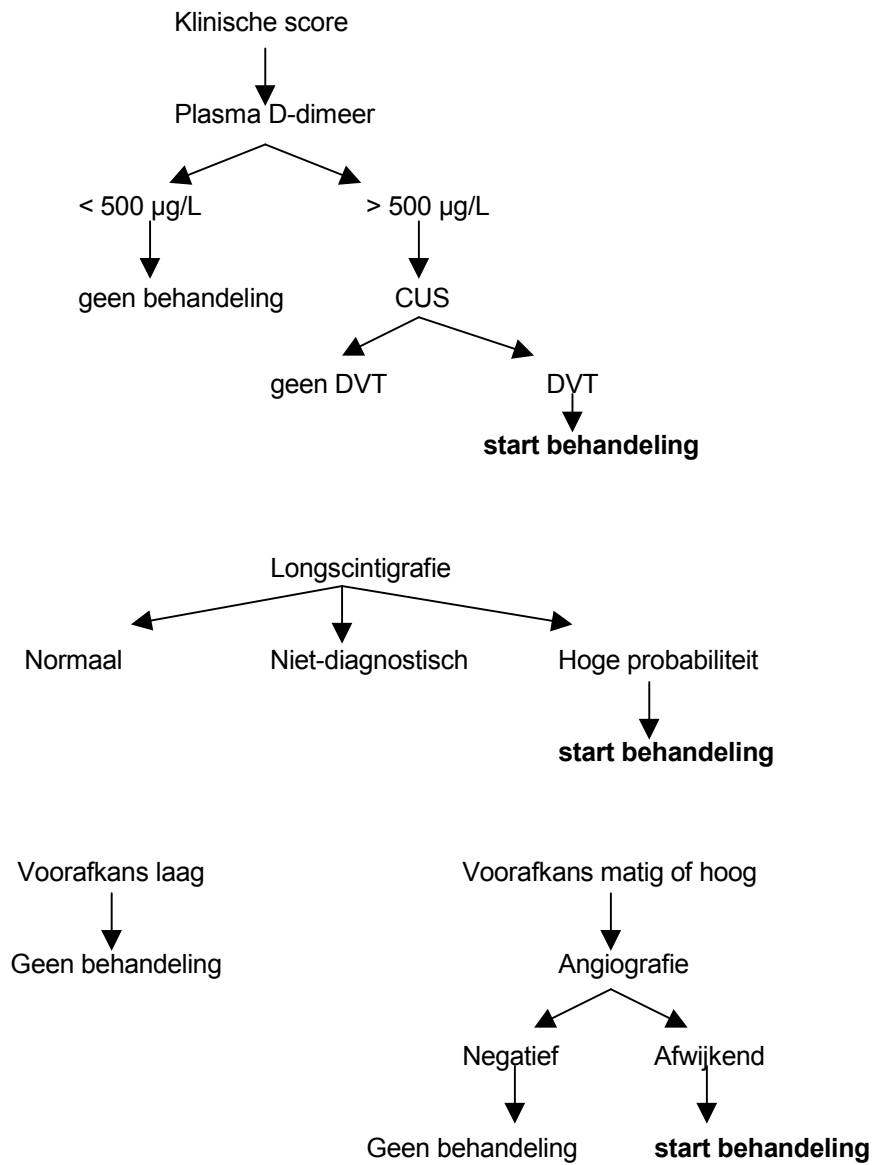 Klinische score
Plasma D-dimeer
< 500 µg/L > 500 µg/L
geen behandeling CUS
geen DVT DVT
start behandeling
Longscintigrafie
Normaal Niet-diagnostisch Hoge probabiliteit
start behandeling
Voorafkans laag Voorafkans matig of hoog
Geen behandeling Angiografie
Negatief Afwijkend
Geen behandeling start behandeling